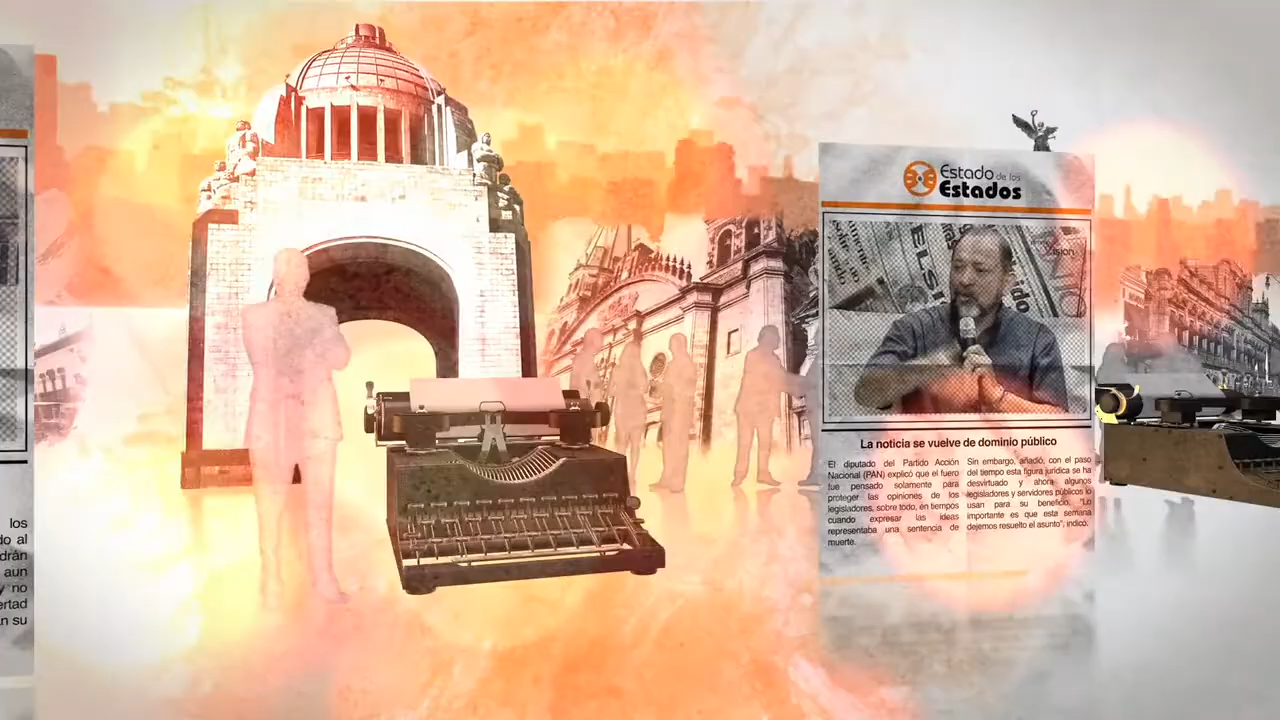 los
do al
drán
aun
y no
ertad
n su
Estado de los
Estados
La noticia se vuelve de dominio público
El diputado del Partido Acción
Nacional (PAN) explicó que el fuero
fue pensado solamente para
proteger las opiniones de los
legisladores, sobre todo, en tiempos
cuando expresar las ideas
representaba una sentencia de
muerte.
Sin embargo, añadió, con el paso
del tiempo esta figura jurídica se ha
desvirtuado y ahora algunos
legisladores y servidores públicos lo
usan para su beneficio. "Lo
importante es que esta semana
dejemos resuelto el asunto", indicó.